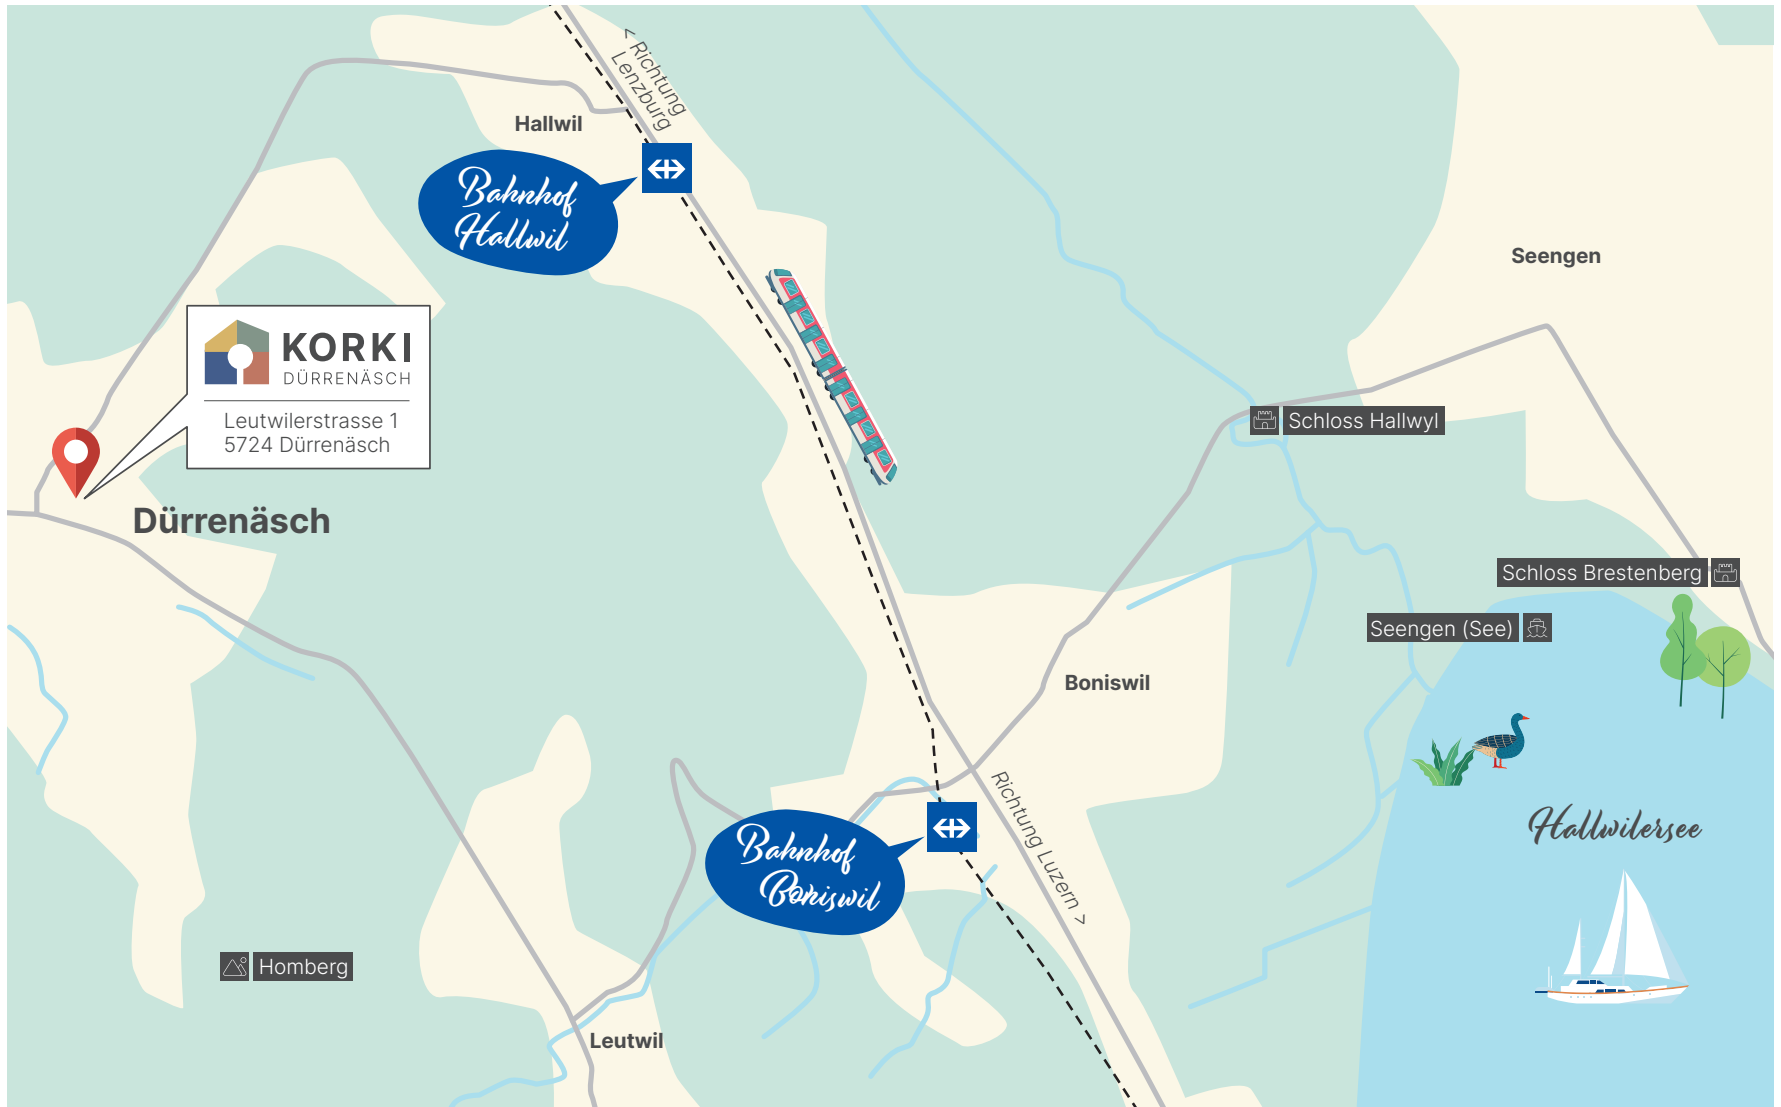 < Richtung
Lenzburg
Hallwil
Bahnhof
Hallwil
Seengen
KORKI
DÜRRENÄSCH
Leutwilerstrasse 1
5724 Dürrenäsch
Dürrenäsch
Schloss Hallwyl
Schloss Brestenberg
Seengen (See)
Boniswil
Richtung Luzern >
Hallwilersee
Bahnhof
Boniswil
Homberg
Leutwil